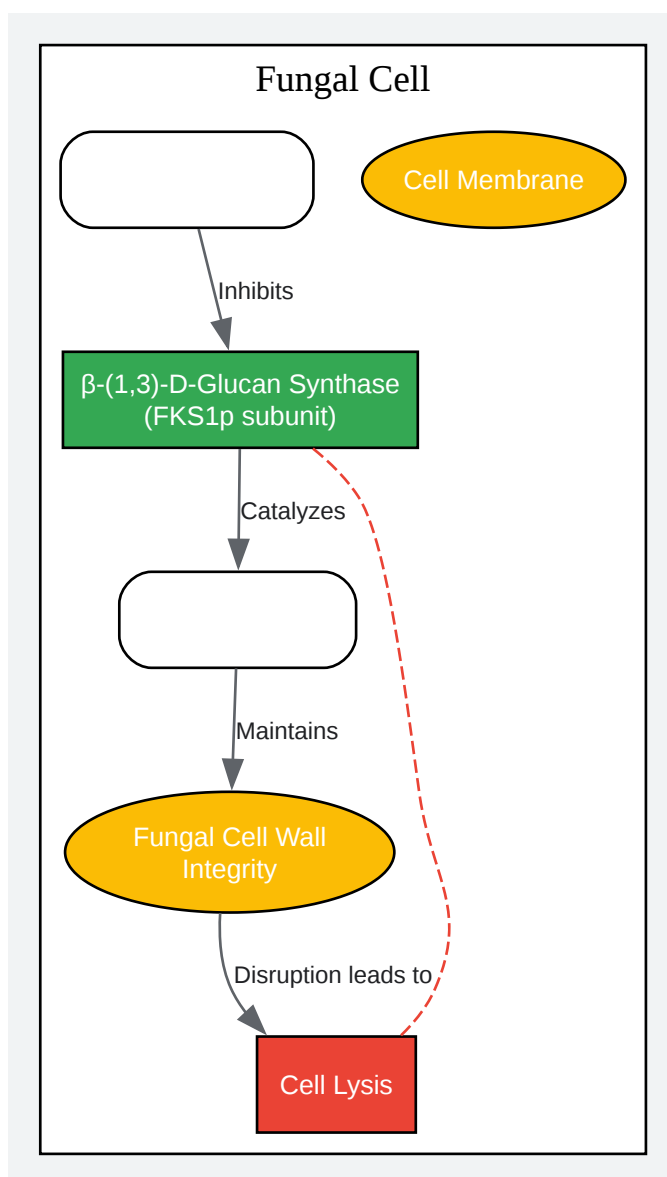 Fungal Cell
Cell Membrane
Inhibits
β-(1,3)-D-Glucan Synthase
(FKS1p subunit)
Catalyzes
Maintains
Fungal Cell Wall
Integrity
Disruption leads to
Cell Lysis